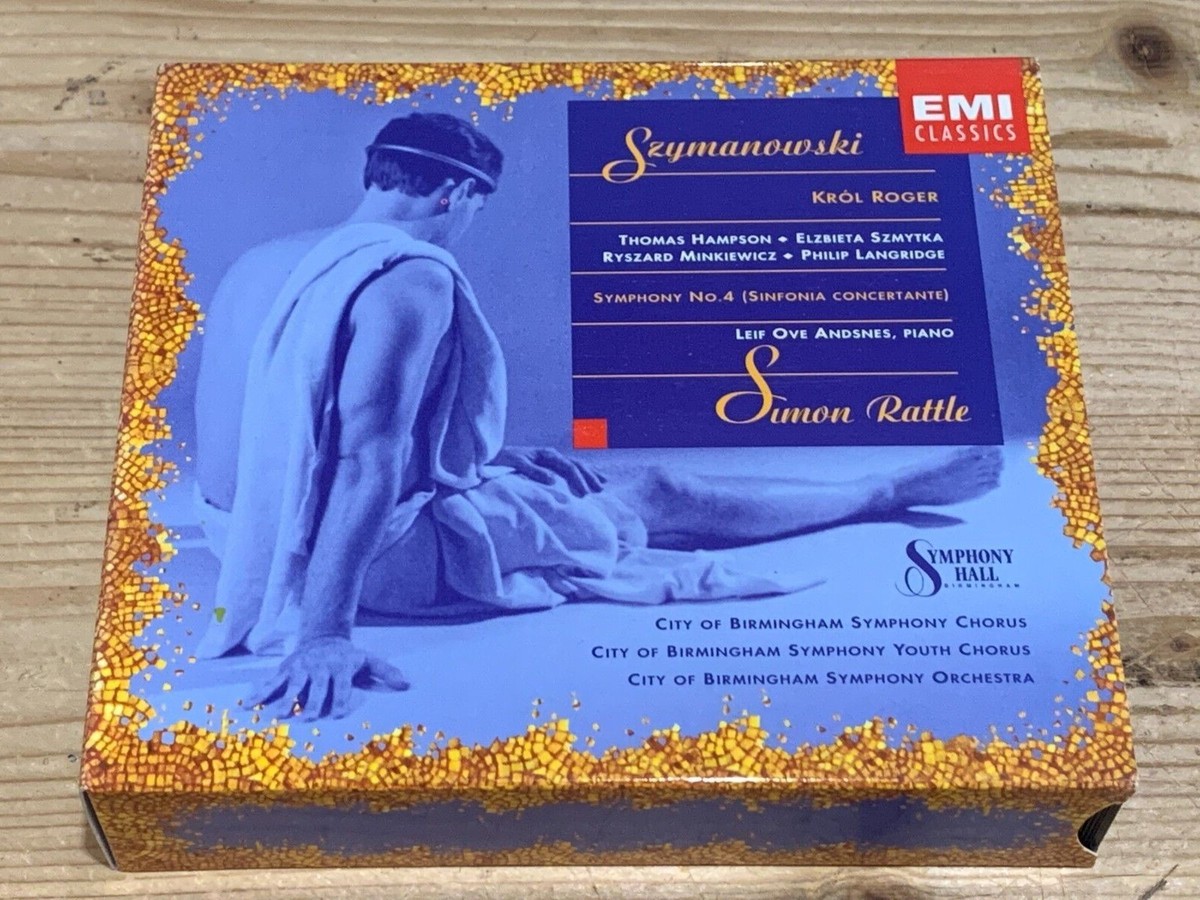 EMI
CLASSICS
Szymanowski
KRÓL ROGER
THOMAS HAMPSON ◆ ELZBIETA SZMYTKA
RYSZARD MINKIEWICZ ◆ PHILIP LANGRIDGE
SYMPHONY NO.4 (SINFONIA CONCERTANTE)
LEIF OVE ANDSNES, PIANO
Simon Rattle
SYMPHONY
HALL
BIRMINGHAM
CITY OF BIRMINGHAM SYMPHONY CHORUS
CITY OF BIRMINGHAM SYMPHONY YOUTH CHORUS
CITY OF BIRMINGHAM SYMPHONY ORCHESTRA